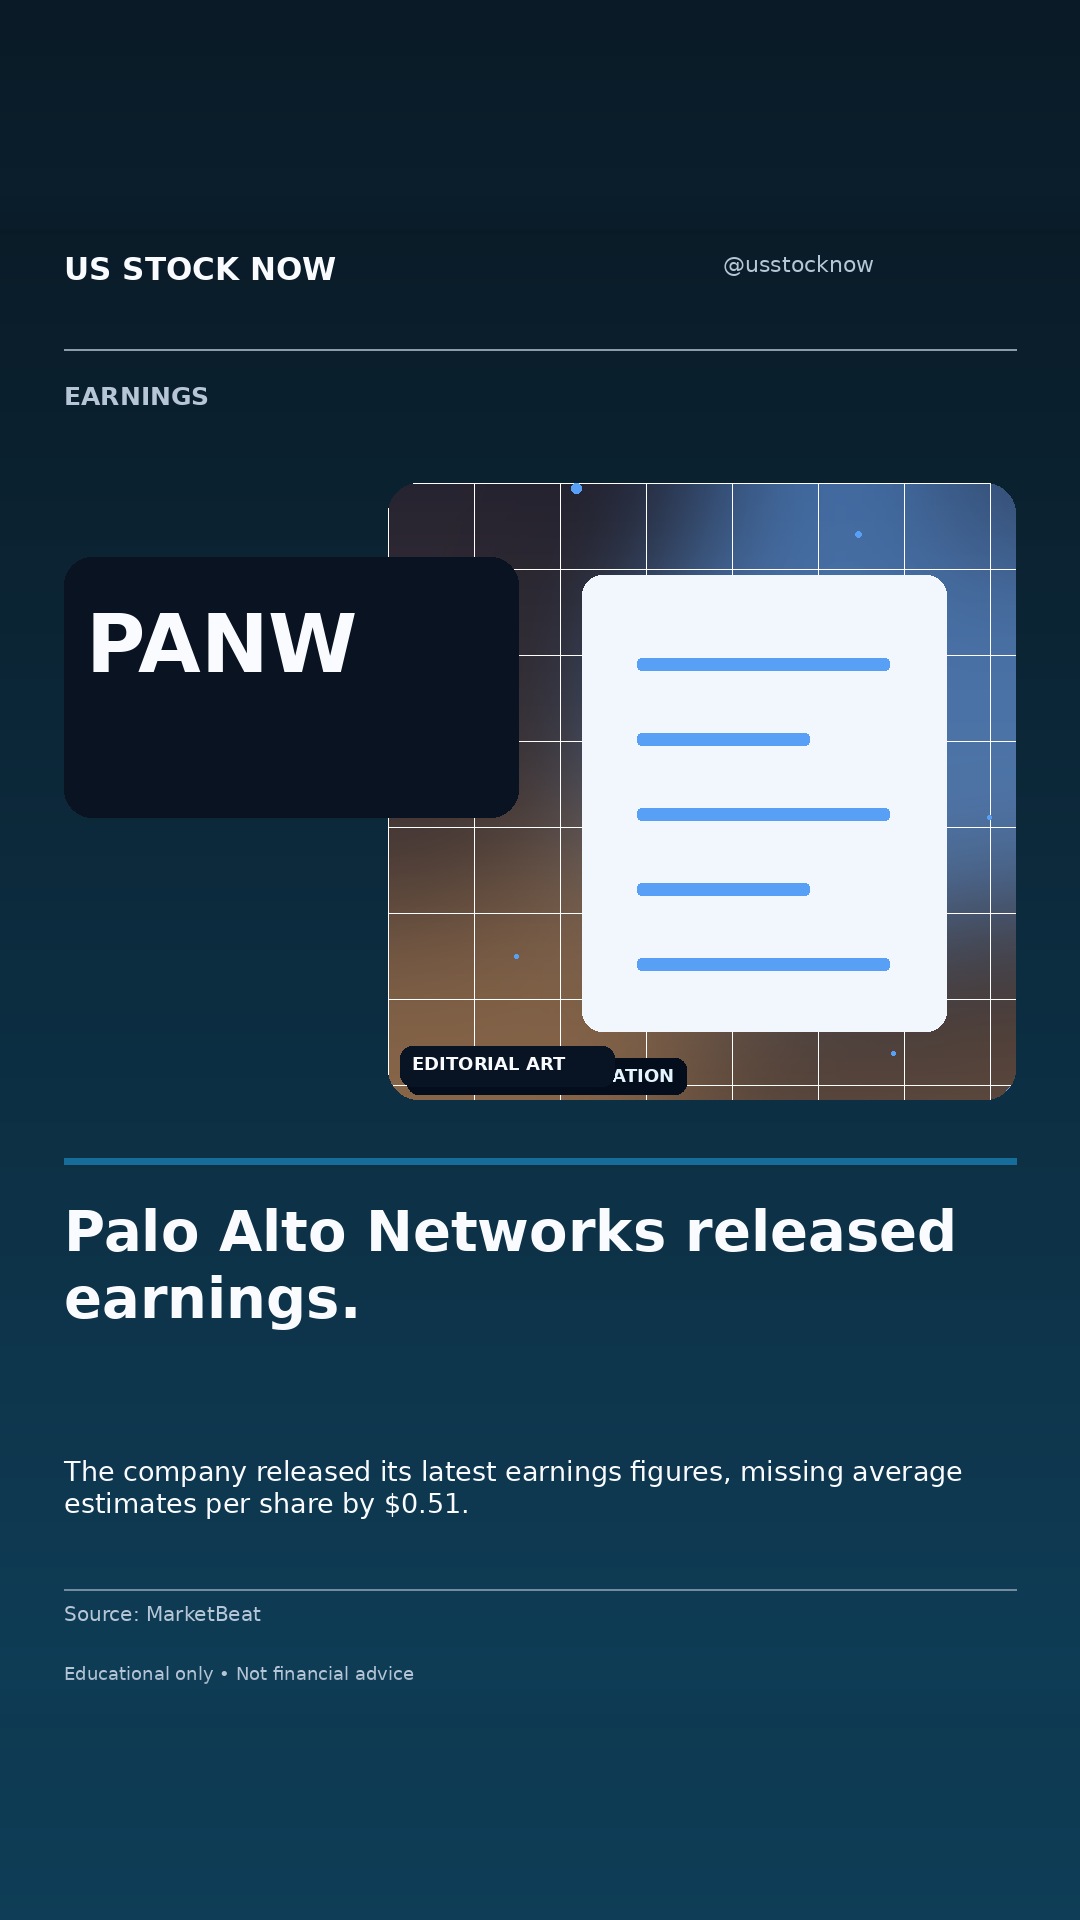 US STOCK NOW
@usstocknow
EARNINGS
PANW
EDITORIAL ART
Palo Alto Networks released
earnings.
The company released its latest earnings figures, missing average
estimates per share by $0.51.
Source: MarketBeat
Educational only • Not financial advice